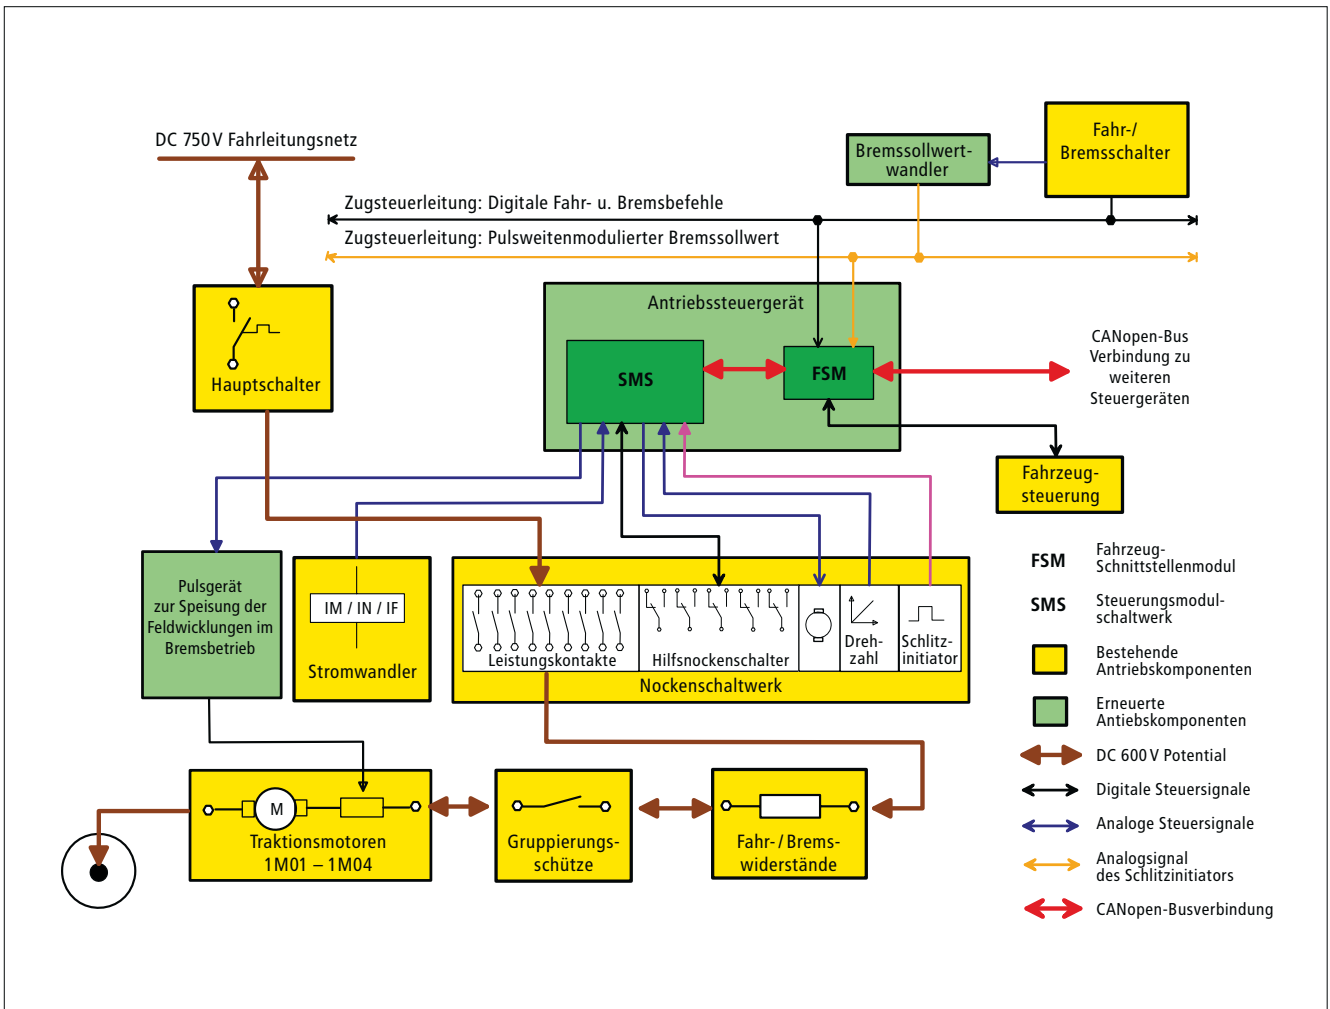 DC 750 V Fahrleitungsnetz
Fahr-/
Bremsschalter
Bremssollwert-
wandler
Zugsteuerleitung: Digitale Fahr- u. Bremsbefehle
Zugsteuerleitung: Pulsweitenmodulierter Bremssollwert
Hauptschalter
Antriebssteuergerät
SMS
FSM
CANopen-Bus
Verbindung zu
weiteren
Steuergeräten
Fahrzeug-
steuerung
Pulsgerät
zur Speisung der
Feldwicklungen im
Bremsbetrieb
IM / IN / IF
Stromwandler
Leistungskontakte
Hilfsnockenschalter
Dreh-
zahl
Schlitz-
initiator
Nockenschaltwerk
M
Traktionsmotoren
1M01 – 1M04
Gruppierungs-
schütze
Fahr- / Brems-
widerstände
FSM
Fahrzeug-
Schnittstellenmodul
SMS
Steuerungsmodul-
schaltwerk
Bestehende
Antriebskomponenten
Erneuerte
Antiebskomponenten
DC 600 V Potential
Digitale Steuersignale
Analoge Steuersignale
Analogsignal
des Schlitzinitiators
CANopen-Busverbindung